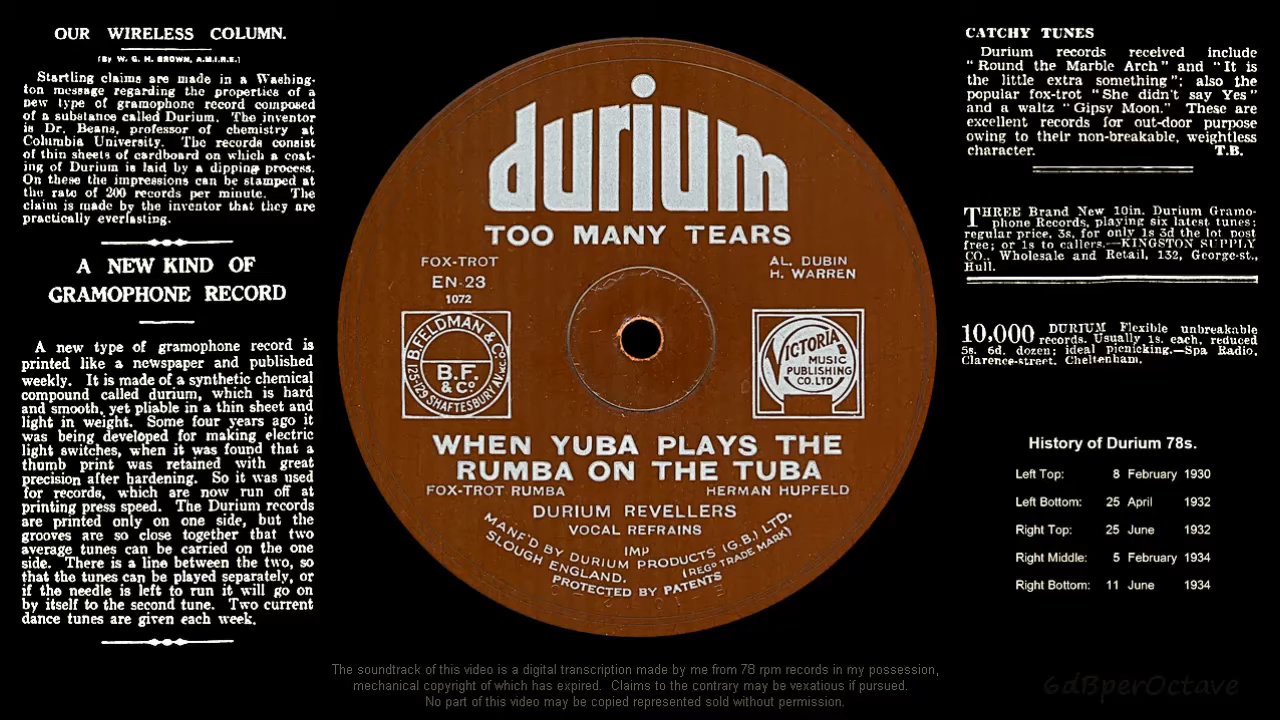 OUR WIRELESS COLUMN.
[By W. G. H. BROWN, A.M.I.R.E.]
Startling claims are made in a Washing-
ton message regarding the properties of a
new type of gramophone record composed
of a substance called Durium. The inventor
is Dr. Beans, professor of chemistry at
Columbia University. The records consist
of thin sheets of cardboard on which a coat-
ing of Durium is laid by a dipping process.
On these the impressions can be stamped at
the rate of 200 records per minute. The
claim is made by the inventor that they are
practically everlasting.
A NEW KIND OF
GRAMOPHONE RECORD
A new type of gramophone record is
printed like a newspaper and published
weekly. It is made of a synthetic chemical
compound called durium, which is hard
and smooth, yet pliable in a thin sheet and
light in weight. Some four years ago it
was being developed for making electric
light switches, when it was found that a
thumb print was retained with great
precision after hardening. So it was used
for records, which are now run off at
printing press speed. The Durium records
are printed only on one side, but the
grooves are so close together that two
average tunes can be carried on the one
side. There is a line between the two, so
that the tunes can be played separately, or
if the needle is left to run it will go on
by itself to the second tune. Two current
dance tunes are given each week.
durium
TOO MANY TEARS
FOX-TROT
EN-23
1072
AL. DUBIN
H. WARREN
B. FELDMAN & CO
125-129 SHAFTESBURY AV. W.C.
B.F.
& Co.
VICTORIA
MUSIC
PUBLISHING
CO. LTD
WHEN YUBA PLAYS THE
RUMBA ON THE TUBA
FOX-TROT RUMBA
HERMAN HUPFELD
DURIUM REVELLERS
VOCAL REFRAINS
IMP
MANF'D BY DURIUM PRODUCTS (G.B.) LTD.
SLOUGH ENGLAND.
(REGD TRADE MARK)
PROTECTED BY PATENTS
CATCHY TUNES
Durium records received include
"Round the Marble Arch" and "It is
the little extra something"; also the
popular fox-trot "She didn't say Yes"
and a waltz "Gipsy Moon." These are
excellent records for out-door purpose
owing to their non-breakable, weightless
character. T.B.
THREE Brand New 10in. Durium Gramo-
phone Records, playing six latest tunes;
regular price, 3s, for only 1s 3d the lot post
free; or 1s to callers.—KINGSTON SUPPLY
CO., Wholesale and Retail, 132, George-st.,
Hull.
10,000 DURIUM Flexible unbreakable
records. Usually 1s. each, reduced
5s. 6d. dozen; ideal picnicking.—Spa Radio,
Clarence-street, Cheltenham.
History of Durium 78s.
Left Top: 8 February 1930
Left Bottom: 25 April 1932
Right Top: 25 June 1932
Right Middle: 5 February 1934
Right Bottom: 11 June 1934
The soundtrack of this video is a digital transcription made by me from 78 rpm records in my possession,
mechanical copyright of which has expired. Claims to the contrary may be vexatious if pursued.
No part of this video may be copied represented sold without permission.
6dBperOctave